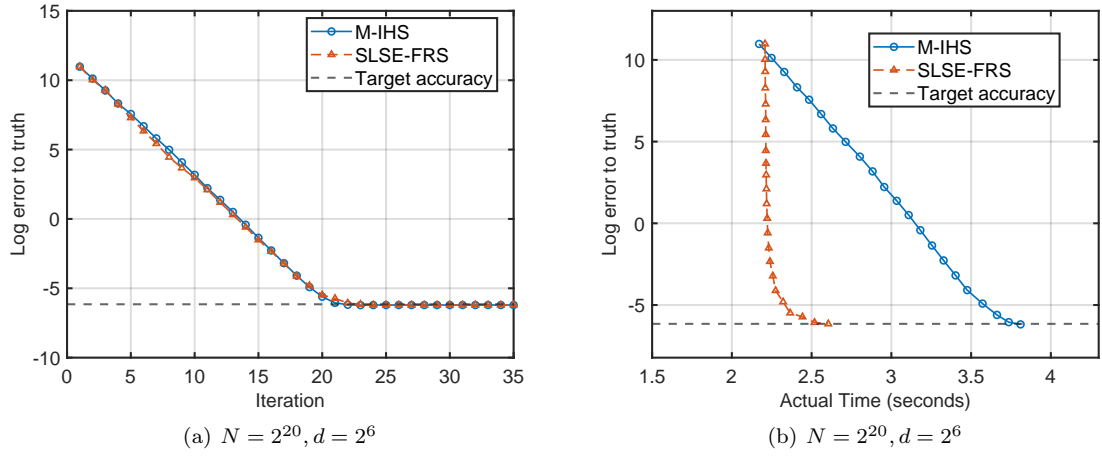 M-IHS
SLSE-FRS
Target accuracy
Log error to truth
15
10
5
0
-5
-10
0
5
10
15
20
25
30
35
Iteration
(a) N = 2^{20}, d = 2^6
M-IHS
SLSE-FRS
Target accuracy
Log error to truth
10
5
0
-5
1.5
2
2.5
3
3.5
4
Actual Time (seconds)
(b) N = 2^{20}, d = 2^6